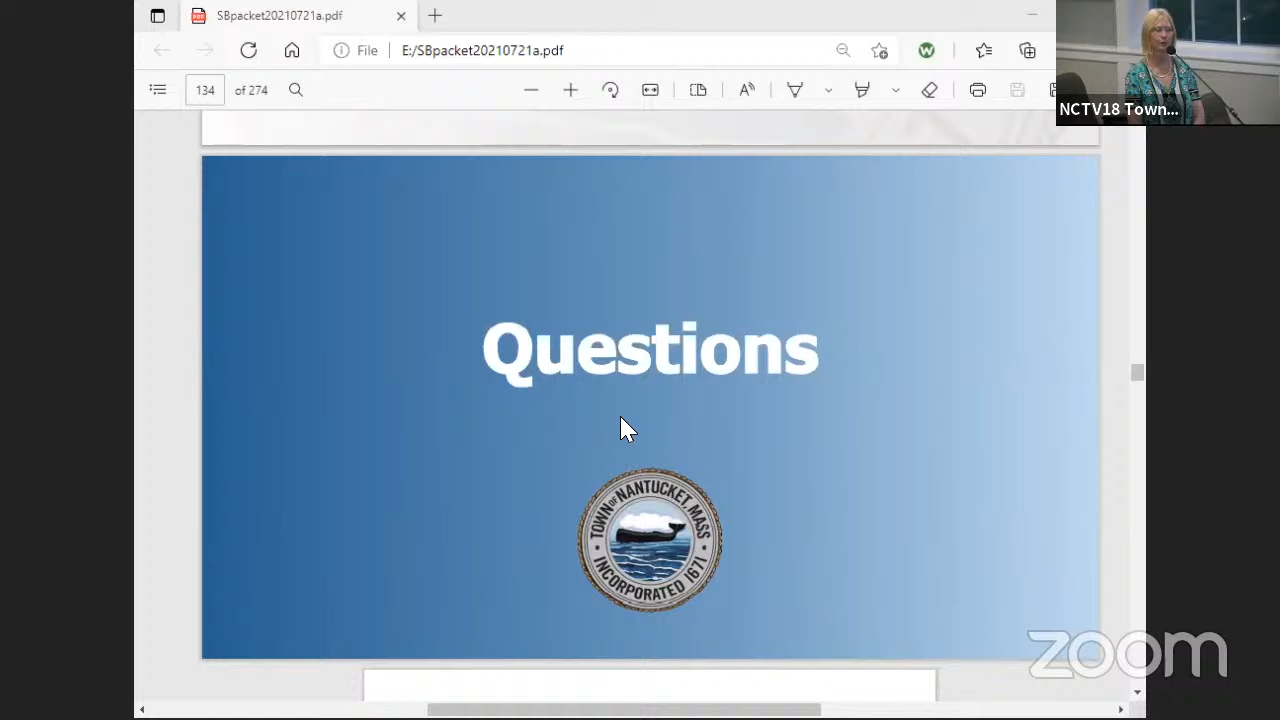 SBpacket20210721a.pdf
File
E:/SBpacket20210721a.pdf
134
of 274
NCTV18 Town...
Questions
TOWN OF NANTUCKET, MASS
INCORPORATED 1671
zoom